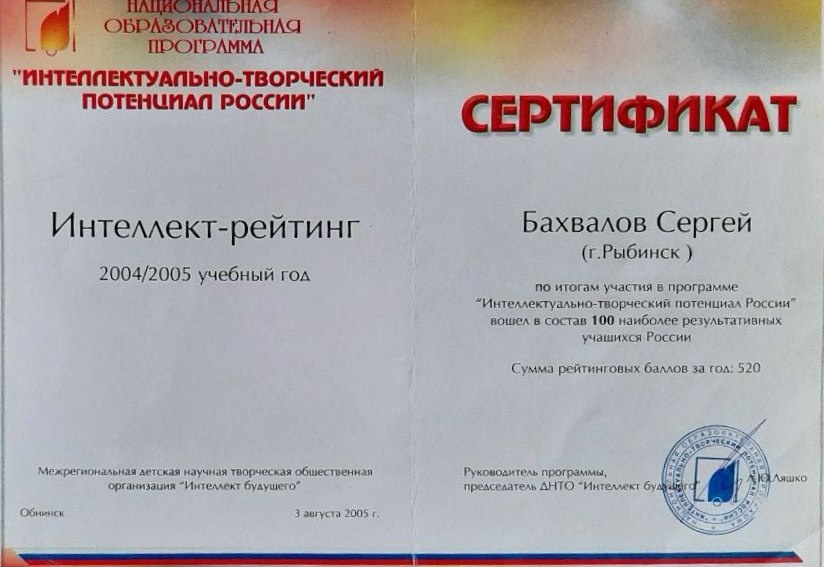 НАЦИОНАЛЬНАЯ
ОБРАЗОВАТЕЛЬНАЯ
ПРОГРАММА
"ИНТЕЛЛЕКТУАЛЬНО-ТВОРЧЕСКИЙ
ПОТЕНЦИАЛ РОССИИ"
Интеллект-рейтинг
2004/2005 учебный год
Межрегиональная детская научная творческая общественная
организация "Интеллект будущего"
Обнинск 3 августа 2005 г.
СЕРТИФИКАТ
Бахвалов Сергей
(г.Рыбинск )
по итогам участия в программе
"Интеллектуально-творческий потенциал России"
вошел в состав 100 наиболее результативных
учащихся России
Сумма рейтинговых баллов за год: 520
Руководитель программы,
председатель ДНТО "Интеллект будущего" Л.Ю.Ляшко